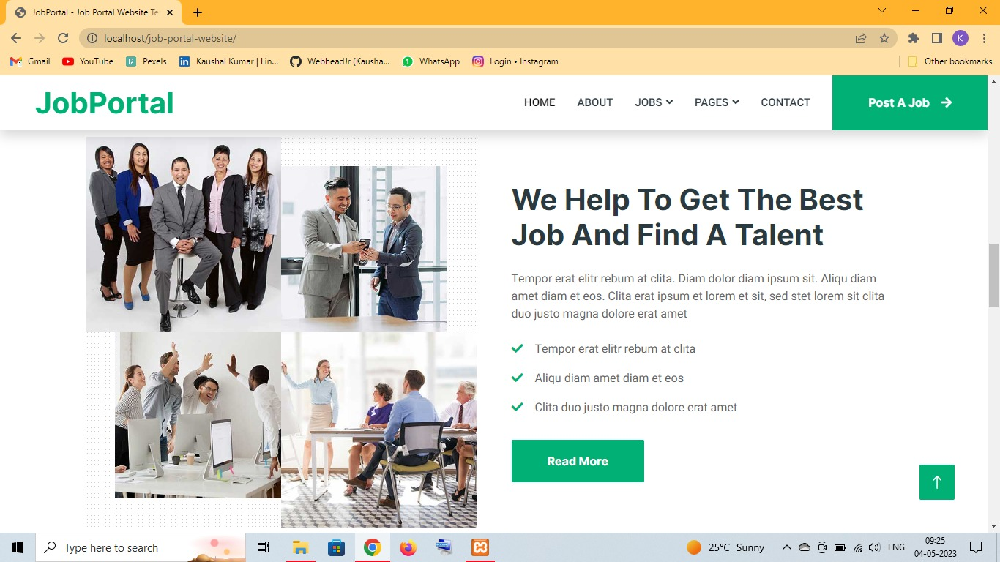 JobPortal - Job Portal Website Te
localhost/job-portal-website/
Gmail
YouTube
Pexels
Kaushal Kumar | Lin...
WebheadJr (Kausha...
WhatsApp
Login • Instagram
Other bookmarks
K
JobPortal
HOME
ABOUT
JOBS
PAGES
CONTACT
Post A Job
We Help To Get The Best
Job And Find A Talent
Tempor erat elitr rebum at clita. Diam dolor diam ipsum sit. Aliqu diam
amet diam et eos. Clita erat ipsum et lorem et sit, sed stet lorem sit clita
duo justo magna dolore erat amet
Tempor erat elitr rebum at clita
Aliqu diam amet diam et eos
Clita duo justo magna dolore erat amet
Read More
Type here to search
25°C Sunny
ENG
09:25
04-05-2023